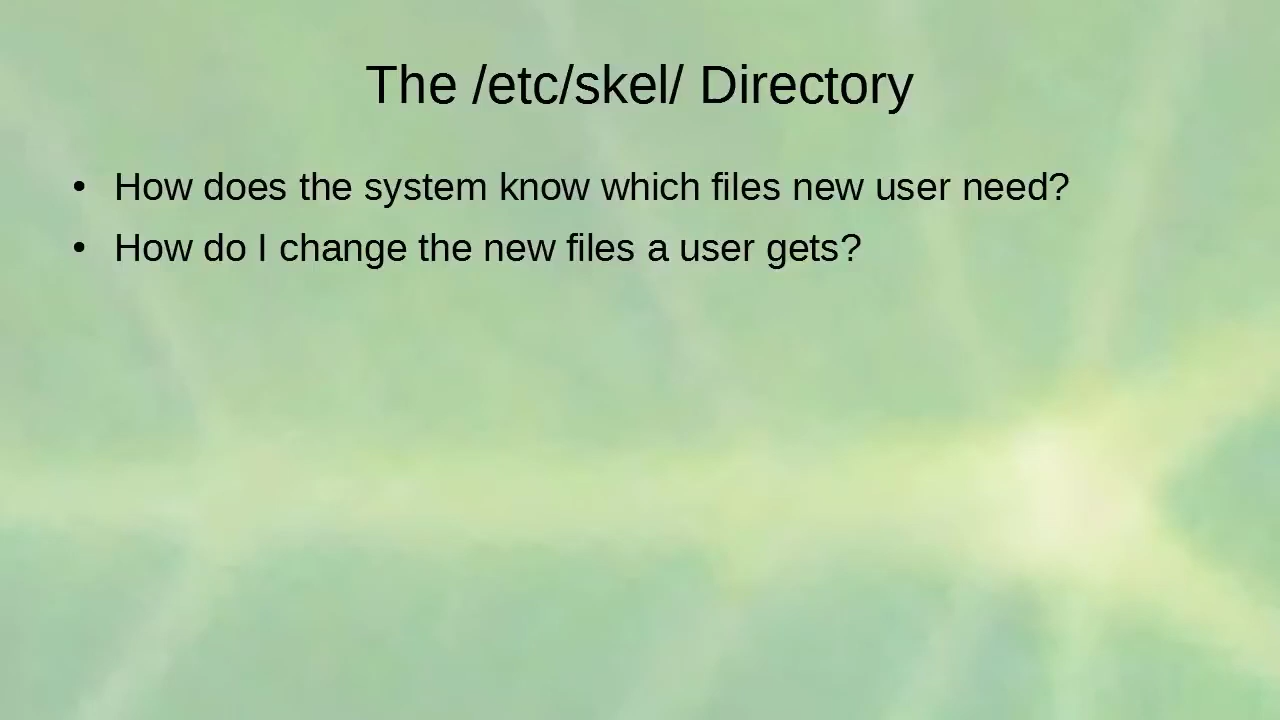 The /etc/skel/ Directory
• How does the system know which files new user need?
• How do I change the new files a user gets?